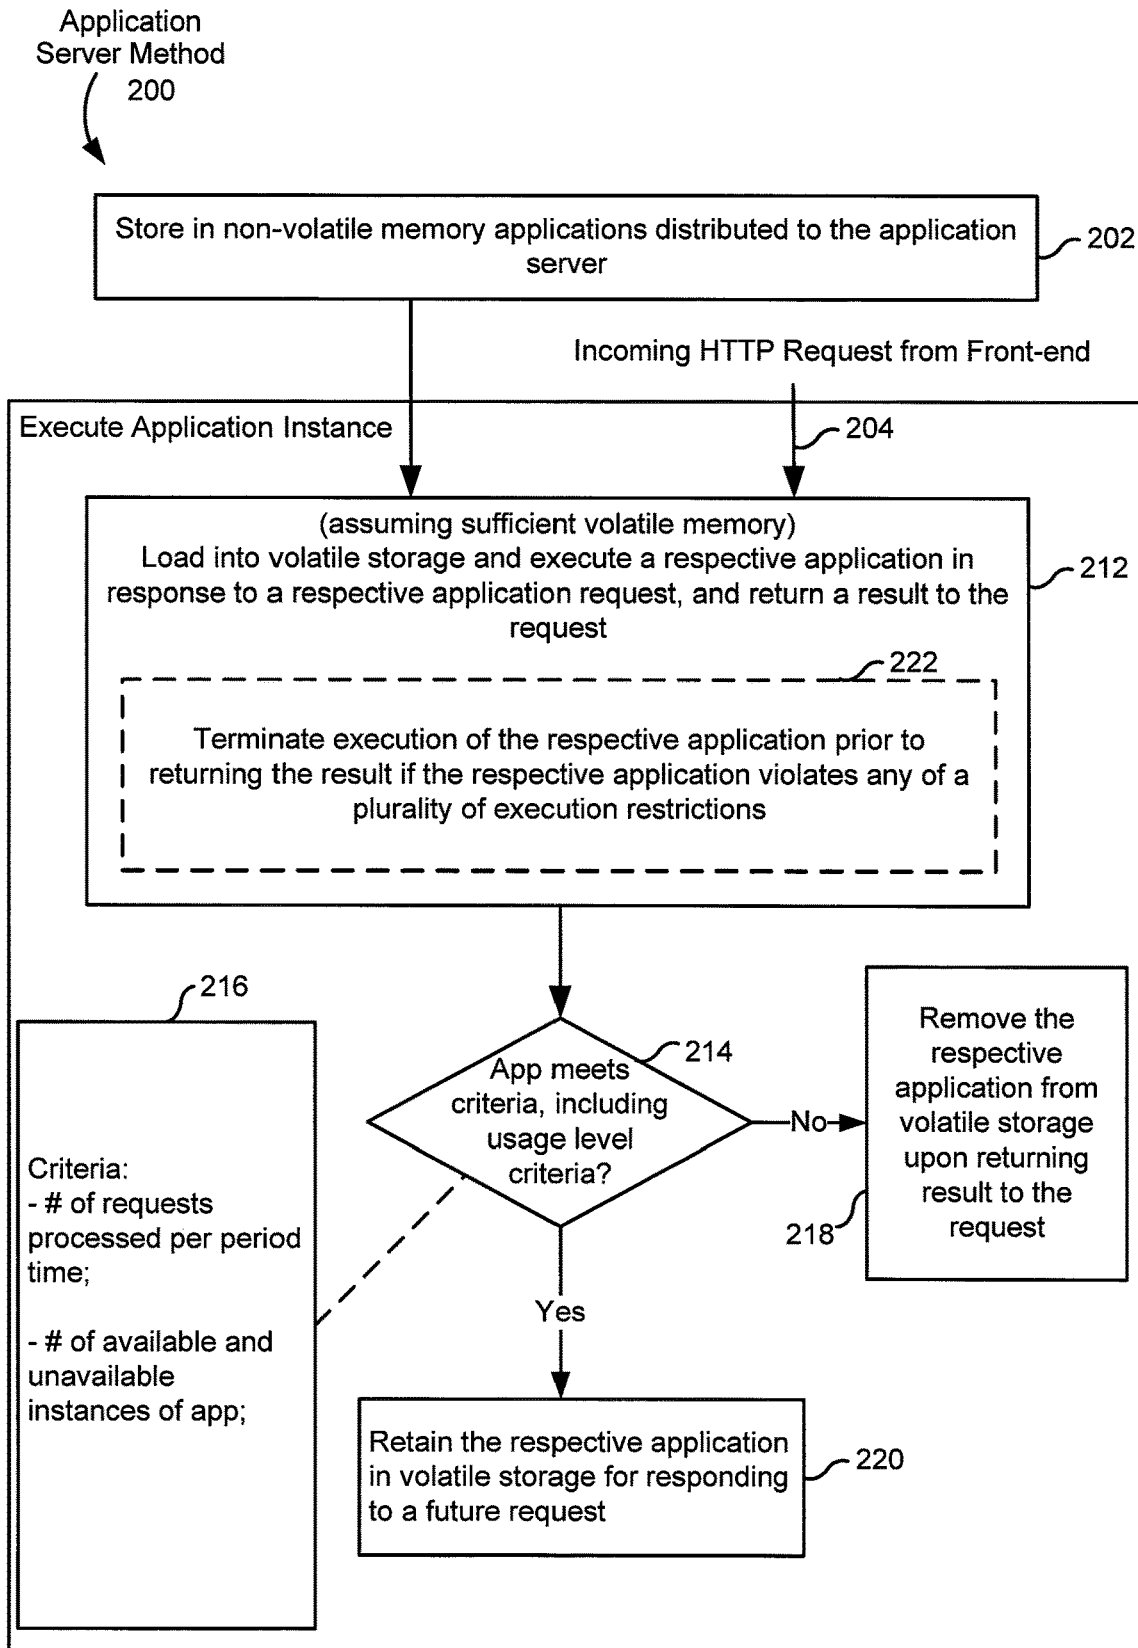 Application
Server Method
200
Store in non-volatile memory applications distributed to the application
server
202
Incoming HTTP Request from Front-end
Execute Application Instance
204
(assuming sufficient volatile memory)
Load into volatile storage and execute a respective application in
response to a respective application request, and return a result to the
request
212
222
Terminate execution of the respective application prior to
returning the result if the respective application violates any of a
plurality of execution restrictions
216
Criteria:
- # of requests
processed per period
time;
- # of available and
unavailable
instances of app;
214
App meets
criteria, including
usage level
criteria?
No
Remove the
respective
application from
volatile storage
upon returning
result to the
request
218
Yes
Retain the respective application
in volatile storage for responding
to a future request
220